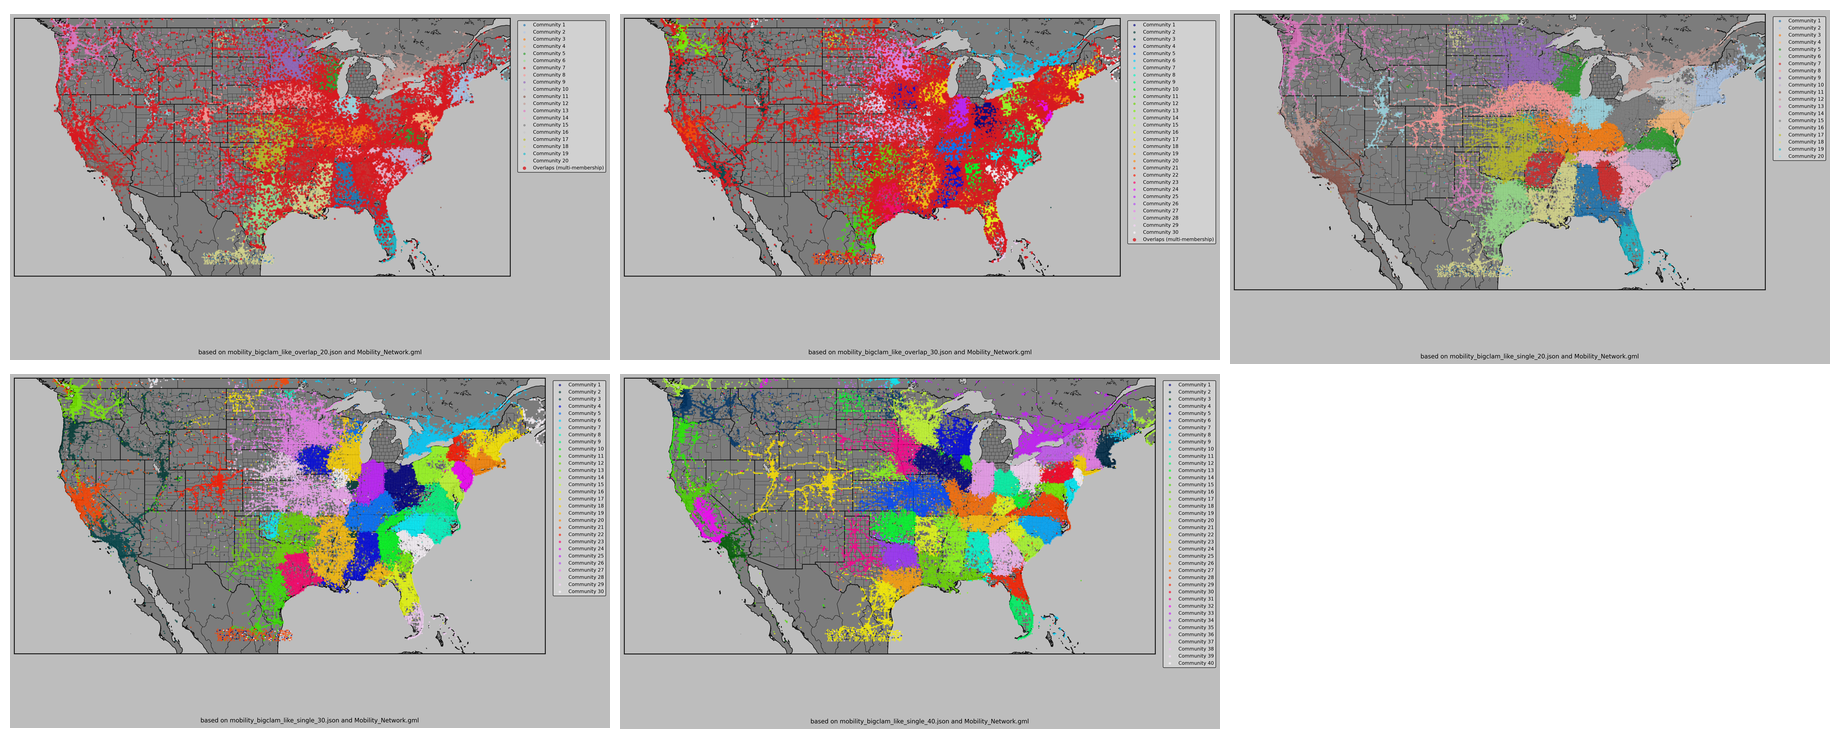 Community 1
Community 2
Community 3
Community 4
Community 5
Community 6
Community 7
Community 8
Community 9
Community 10
Community 11
Community 12
Community 13
Community 14
Community 15
Community 16
Community 17
Community 18
Community 19
Community 20
Overlaps (multi-membership)
based on mobility_bigclam_like_overlap_20.json and Mobility_Network.gml
Community 1
Community 2
Community 3
Community 4
Community 5
Community 6
Community 7
Community 8
Community 9
Community 10
Community 11
Community 12
Community 13
Community 14
Community 15
Community 16
Community 17
Community 18
Community 19
Community 20
Community 21
Community 22
Community 23
Community 24
Community 25
Community 26
Community 27
Community 28
Community 29
Community 30
Overlaps (multi-membership)
based on mobility_bigclam_like_overlap_30.json and Mobility_Network.gml
Community 1
Community 2
Community 3
Community 4
Community 5
Community 6
Community 7
Community 8
Community 9
Community 10
Community 11
Community 12
Community 13
Community 14
Community 15
Community 16
Community 17
Community 18
Community 19
Community 20
based on mobility_bigclam_like_single_20.json and Mobility_Network.gml
Community 1
Community 2
Community 3
Community 4
Community 5
Community 6
Community 7
Community 8
Community 9
Community 10
Community 11
Community 12
Community 13
Community 14
Community 15
Community 16
Community 17
Community 18
Community 19
Community 20
Community 21
Community 22
Community 23
Community 24
Community 25
Community 26
Community 27
Community 28
Community 29
Community 30
based on mobility_bigclam_like_single_30.json and Mobility_Network.gml
Community 1
Community 2
Community 3
Community 4
Community 5
Community 6
Community 7
Community 8
Community 9
Community 10
Community 11
Community 12
Community 13
Community 14
Community 15
Community 16
Community 17
Community 18
Community 19
Community 20
Community 21
Community 22
Community 23
Community 24
Community 25
Community 26
Community 27
Community 28
Community 29
Community 30
Community 31
Community 32
Community 33
Community 34
Community 35
Community 36
Community 37
Community 38
Community 39
Community 40
based on mobility_bigclam_like_single_40.json and Mobility_Network.gml